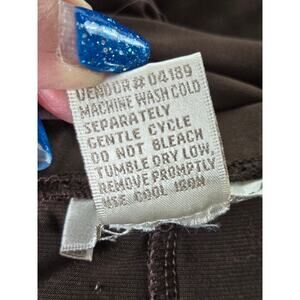 VENDOR# 04189
MACHINE WASH COLD
SEPARATELY
GENTLE CYCLE
DO NOT BLEACH
TUMBLE DRY LOW,
REMOVE PROMPTLY
USE COOL IRON